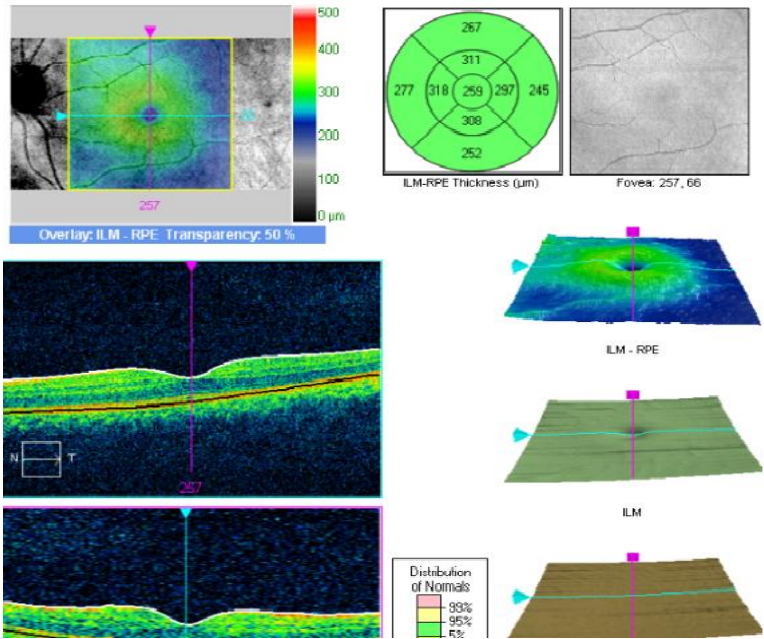 500
400
300
200
100
0 µm
257
Overlay: ILM - RPE Transparency: 50 %
267
311
277 318 259 297 245
308
252
ILM-RPE Thickness (µm)
Fovea: 257, 66
ILM - RPE
N T
257
ILM
Distribution
of Normals
99%
95%
5%